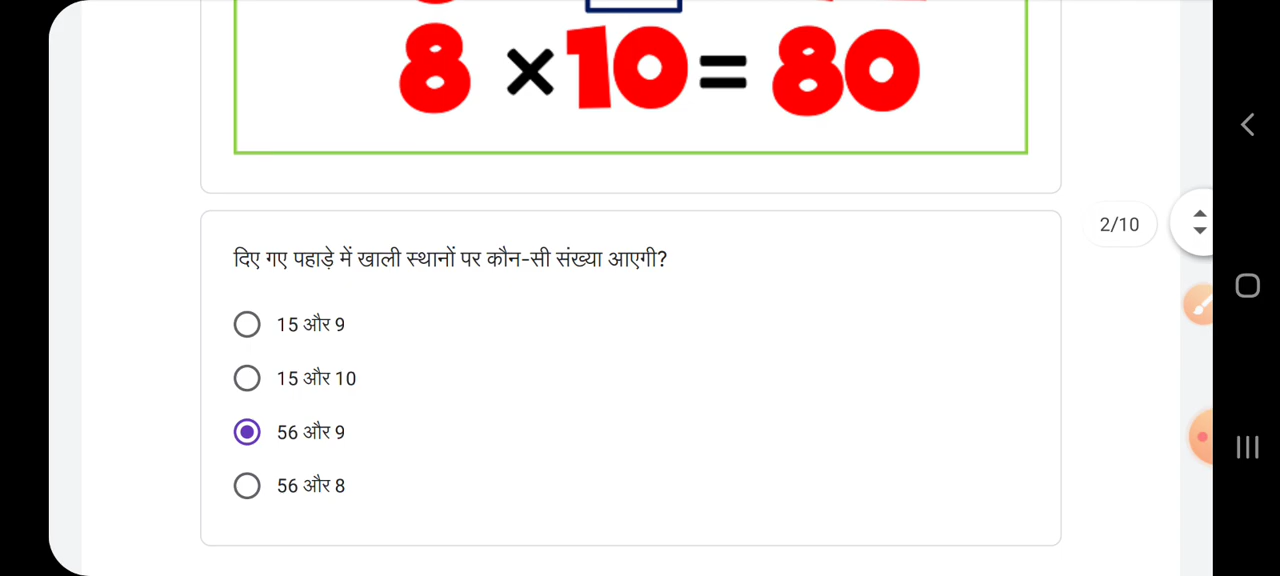 8 × 10 = 80
2/10
दिए गए पहाड़े में खाली स्थानों पर कौन-सी संख्या आएगी?
15 और 9
15 और 10
56 और 9
56 और 8